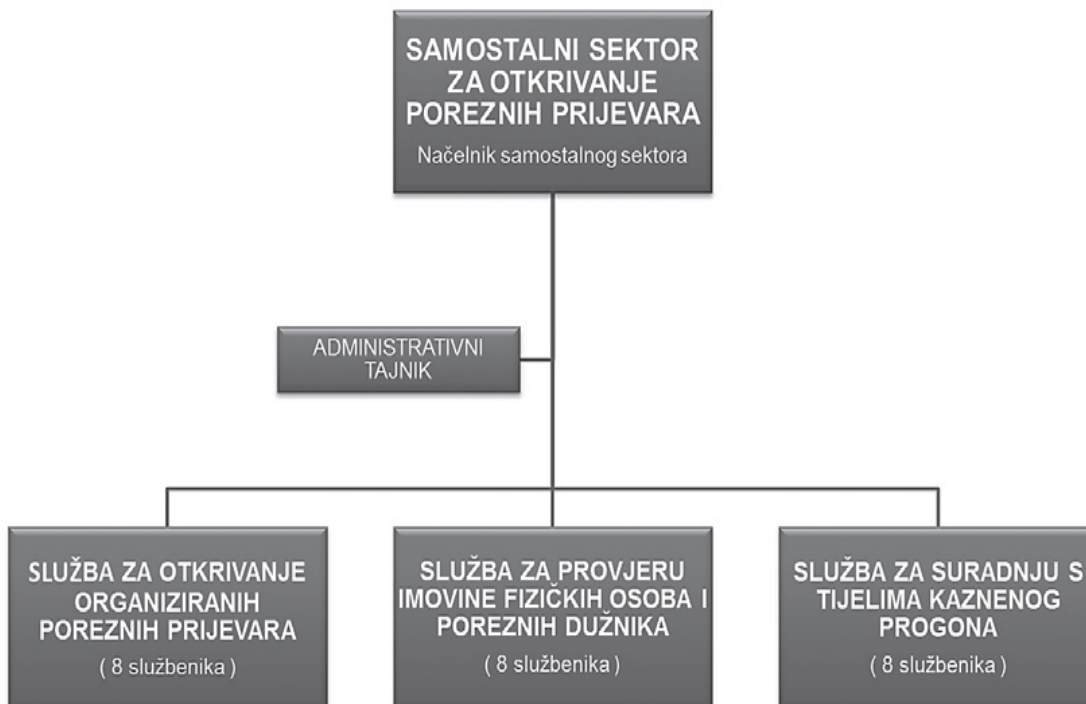 SAMOSTALNI SEKTOR
ZA OTKRIVANJE
POREZNIH PRIJEVARA
Načelnik samostalnog sektora
ADMINISTRATIVNI
TAJNIK
SLUŽBA ZA OTKRIVANJE
ORGANIZIRANIH
POREZNIH PRIJEVARA
( 8 službenika )
SLUŽBA ZA PROVJERU
IMOVINE FIZIČKIH OSOBA I
POREZNIH DUŽNIKA
( 8 službenika )
SLUŽBA ZA SURADNJU S
TIJELIMA KAZNENOG
PROGONA
( 8 službenika )